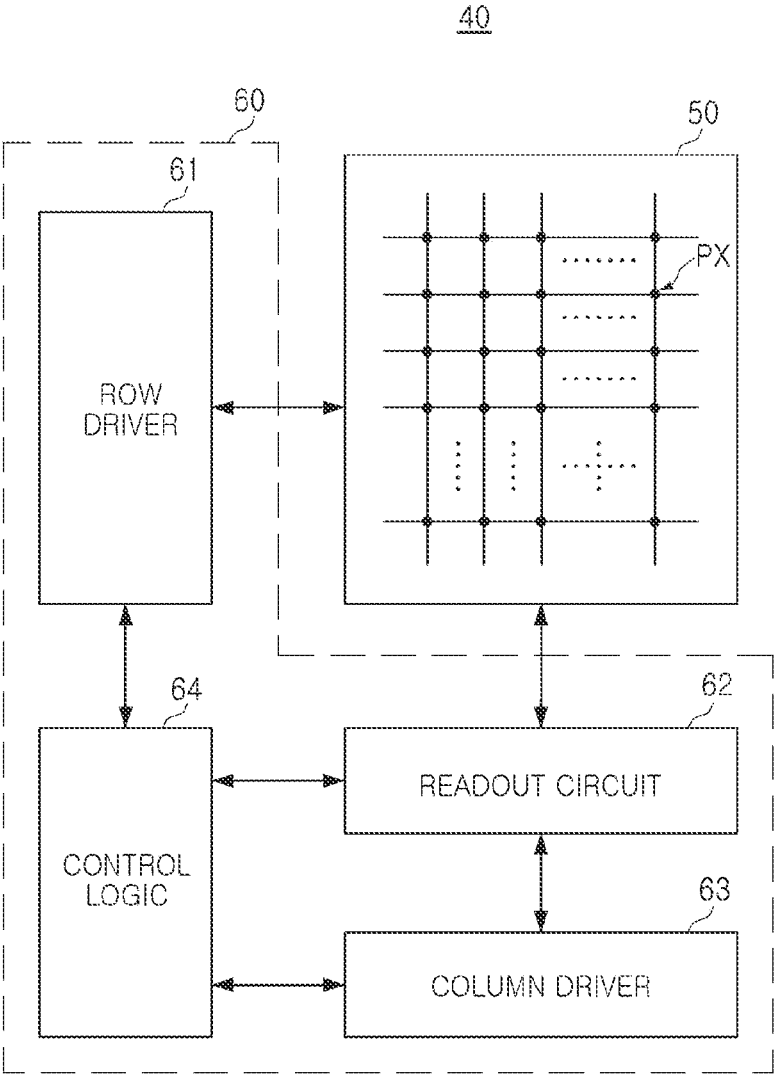 40
60
50
61
PX
ROW
DRIVER
64
62
READOUT CIRCUIT
CONTROL
LOGIC
63
COLUMN DRIVER